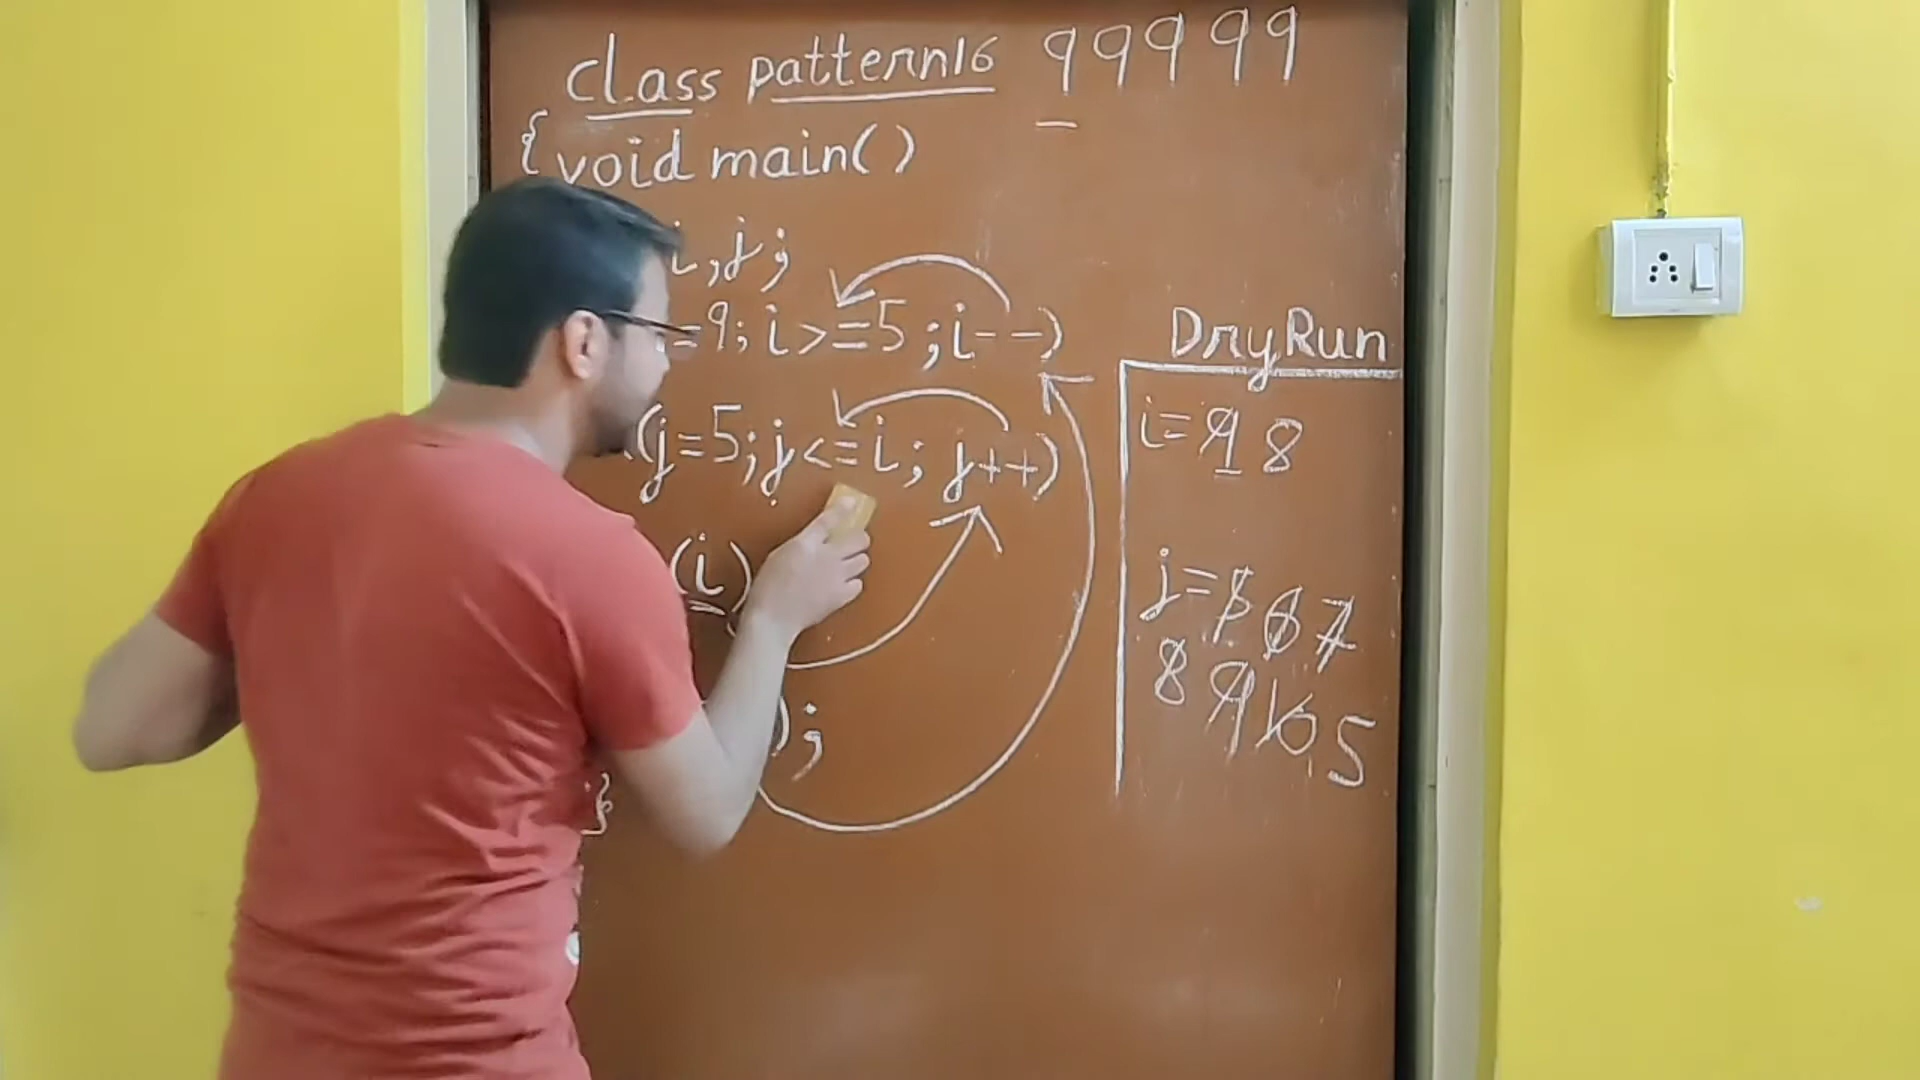 class pattern16 99999
{ void main()
i,j;
=9; i>=5;i--)
(j=5;j<=i; j++)
(i)
);
}
DryRun
i=9 8
j=5 6 7
8 9 10 5